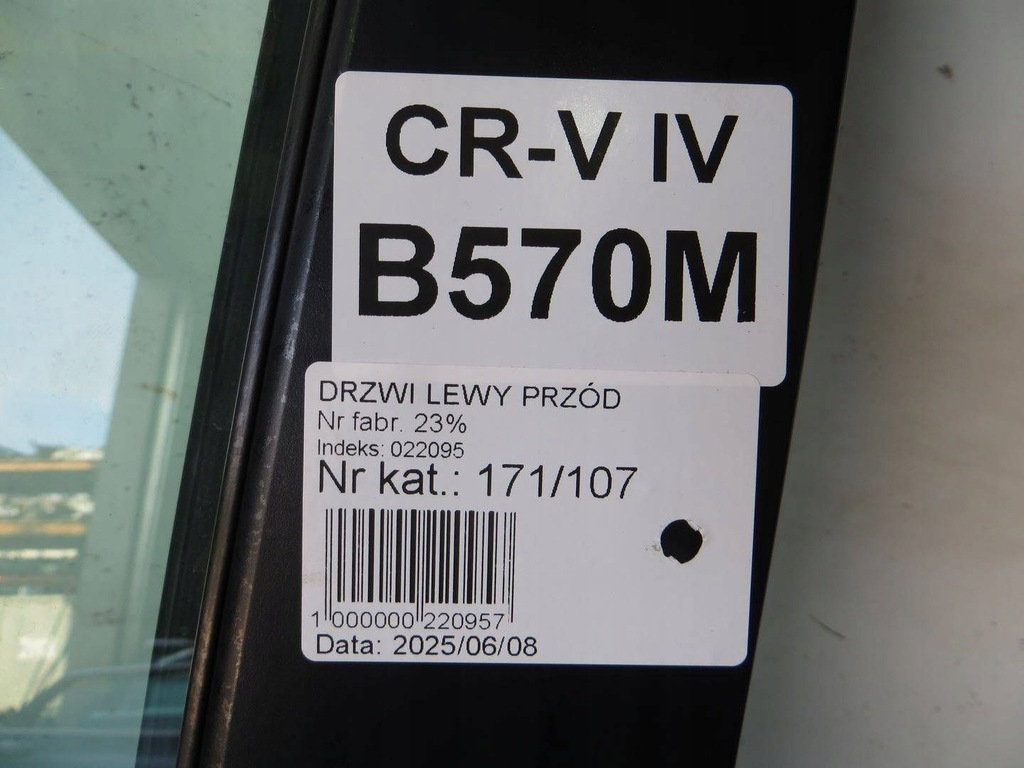 CR-V IV
B570M
DRZWI LEWY PRZÓD
Nr fabr. 23%
Indeks: 022095
Nr kat.: 171/107
1 000000 220957
Data: 2025/06/08